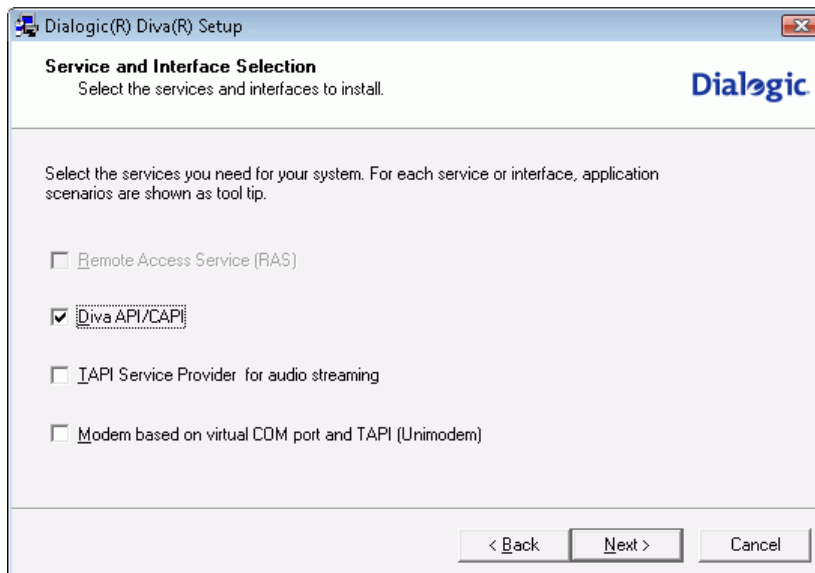 Dialogic(R) Diva(R) Setup
Service and Interface Selection
Select the services and interfaces to install.
Dialogic.
Select the services you need for your system. For each service or interface, application
scenarios are shown as tool tip.
Remote Access Service (RAS)
Diva API/CAPI
TAPI Service Provider for audio streaming
Modem based on virtual COM port and TAPI (Unimodem)
< Back
Next >
Cancel